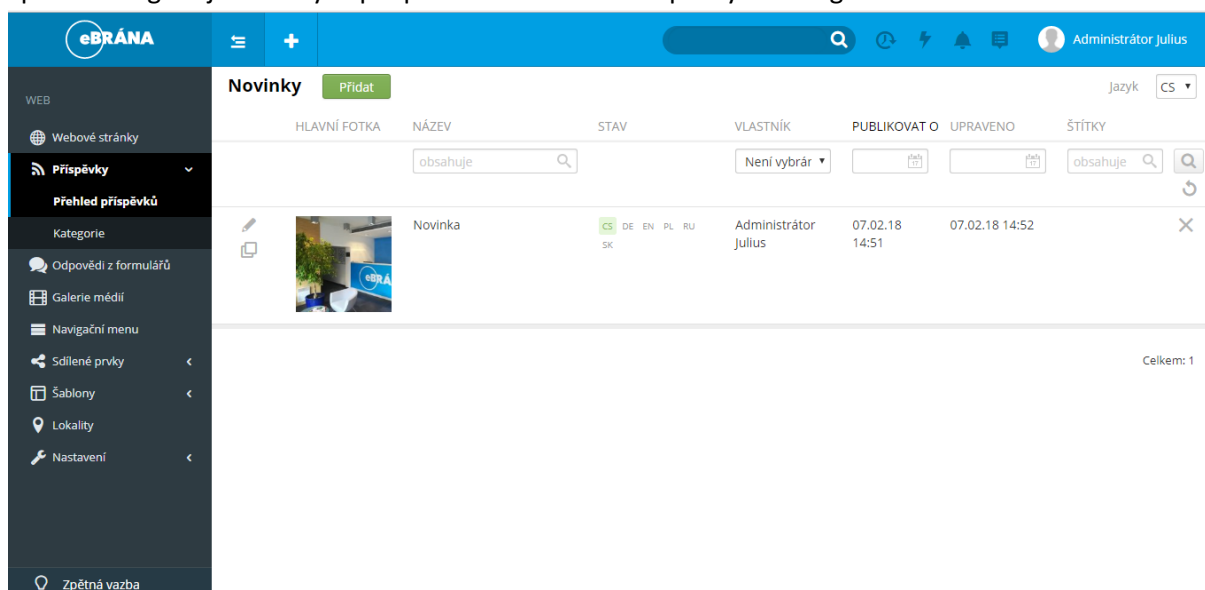 eBRÁNA
Administrátor Julius
WEB
Webové stránky
Příspěvky
Přehled příspěvků
Kategorie
Odpovědi z formulářů
Galerie médií
Navigační menu
Sdílené prvky
Šablony
Lokality
Nastavení
Zpětná vazba
Novinky Přidat Jazyk CS
HLAVNÍ FOTKA NÁZEV STAV VLASTNÍK PUBLIKOVAT O UPRAVENO ŠTÍTKY
obsahuje Není vybrár 17 17 obsahuje
Novinka CS DE EN PL RU Administrátor 07.02.18 07.02.18 14:52
SK Julius 14:51
eBRÁ
Celkem: 1